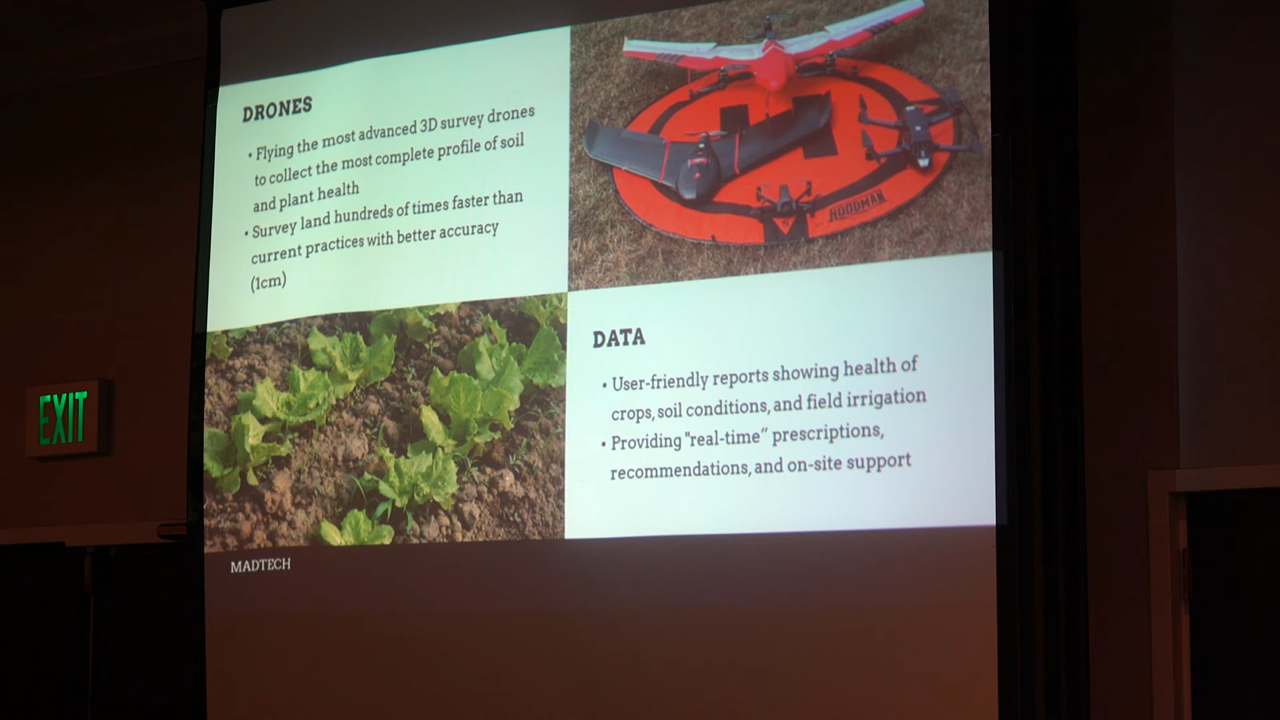 DRONES
• Flying the most advanced 3D survey drones
to collect the most complete profile of soil
and plant health
• Survey land hundreds of times faster than
current practices with better accuracy
(1cm)
HOODMAN
H
DATA
• User-friendly reports showing health of
crops, soil conditions, and field irrigation
• Providing "real-time” prescriptions,
recommendations, and on-site support
EXIT
MADTECH